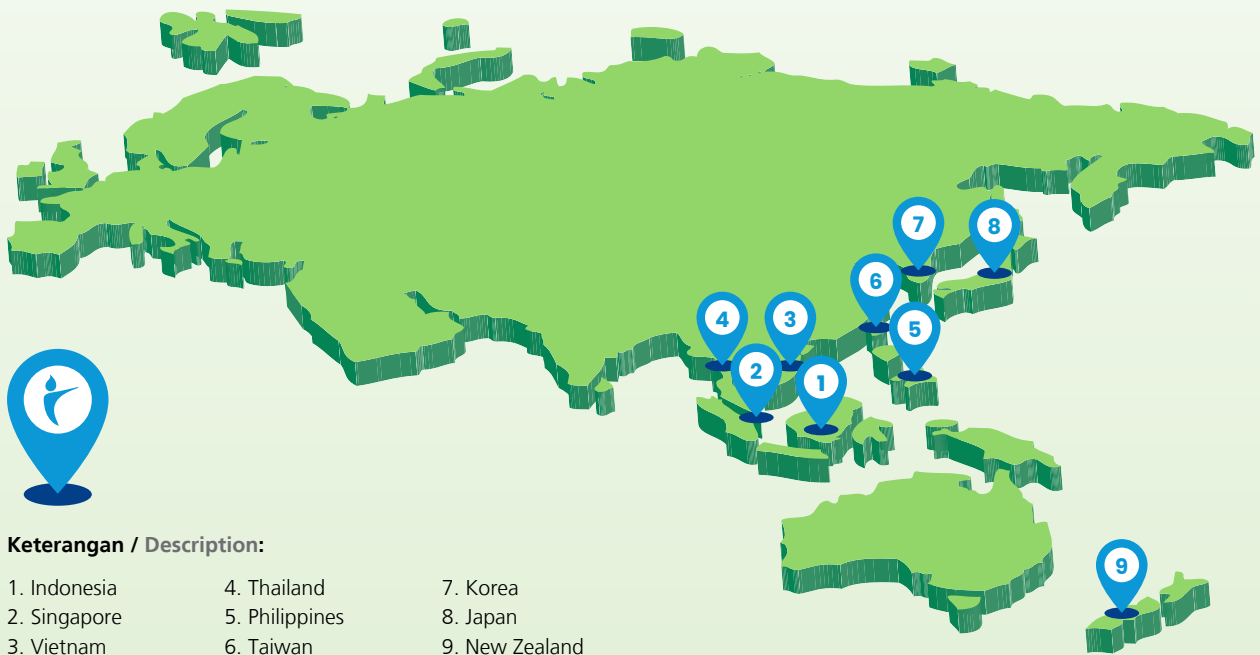 7
8
6
4
3
5
2
1
9
Keterangan / Description:
1. Indonesia
2. Singapore
3. Vietnam
4. Thailand
5. Philippines
6. Taiwan
7. Korea
8. Japan
9. New Zealand